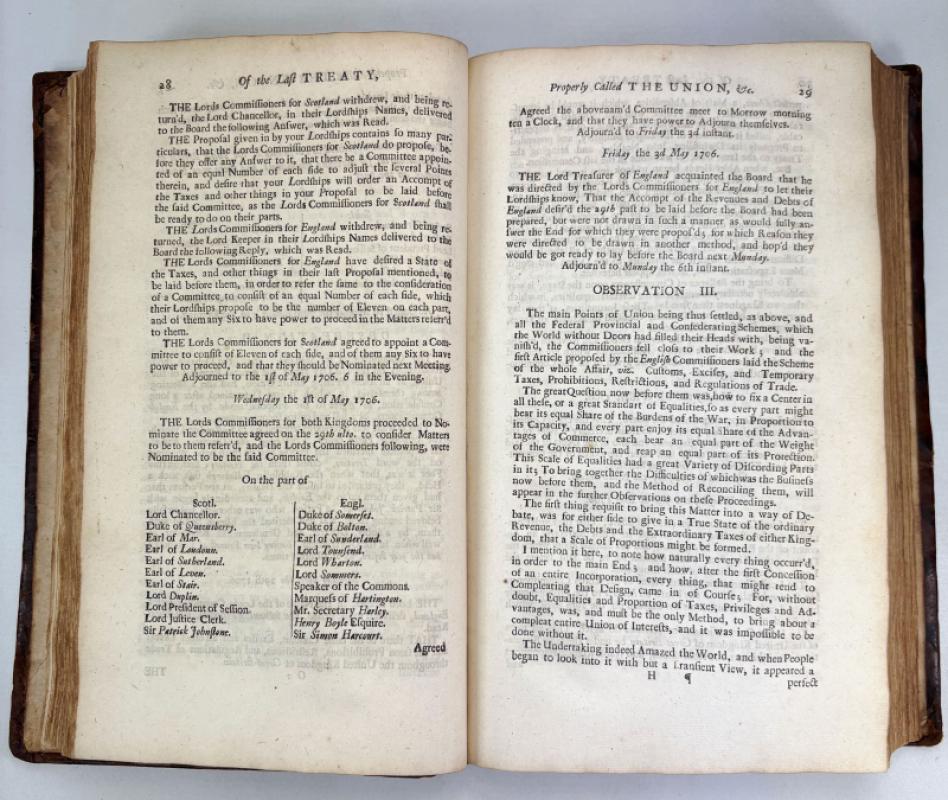 28 Of the Laſt TREATY,
THE Lords Commiſſioners for Scotland withdrew, and being re-
turn'd, the Lord Chancellor, in their Lordſhips Names, delivered
to the Board the following Anſwer, which was Read.
THE Propoſal given in by your Lordſhips contains ſo many par-
ticulars, that the Lords Commiſſioners for Scotland do propoſe, be-
fore they offer any Anſwer to it, that there be a Committee appoin-
ted of an equal Number of each ſide to adjuſt the ſeveral Points
therein, and deſire that your Lordſhips will order an Accompt of
the Taxes and other things in your Propoſal to be laid before
the ſaid Committee, as the Lords Commiſſioners for Scotland ſhall
be ready to do on their parts.
THE Lords Commiſſioners for England withdrew, and being re-
turned, the Lord Keeper in their Lordſhips Names delivered to the
Board the following Reply, which was Read.
THE Lords Commiſſioners for England have deſired a State of
the Taxes, and other things in their laſt Propoſal mentioned, to
be laid before them, in order to refer the ſame to the conſideration
of a Committee to conſiſt of an equal Number of each ſide, which
their Lordſhips propoſe to be the number of Eleven on each part,
and of them any Six to have power to proceed in the Matters referr'd
to them.
THE Lords Commiſſioners for Scotland agreed to appoint a Com-
mittee to conſiſt of Eleven of each ſide, and of them any Six to have
power to proceed, and that they ſhould be Nominated next Meeting.
Adjourned to the 1ſt of May 1706. 6 in the Evening.
Wedneſday the 1ſt of May 1706.
THE Lords Commiſſioners for both Kingdoms proceeded to No-
minate the Committee agreed on the 29th ulto. to conſider Matters
to be to them refer'd, and the Lords Commiſſioners following, were
Nominated to be the ſaid Committee.
On the part of
Scotl.
Lord Chancellor.
Duke of Queensberry.
Earl of Mar.
Earl of Loudoun.
Earl of Sutherland.
Earl of Leven.
Earl of Stair.
Lord Duplin.
Lord Preſident of Seſſion.
Lord Juſtice Clerk.
Sir Patrick Johnſtone.
Engl.
Duke of Somerſet.
Duke of Bolton.
Earl of Sunderland.
Lord Tounſend.
Lord Wharton.
Lord Sommers.
Speaker of the Commons.
Marqueſs of Hartington.
Mr. Secretary Harley.
Henry Boyle Eſquire.
Sir Simon Harcourt.
Agreed
Properly Called THE UNION, &c. 29
Agreed the abovenam'd Committee meet to Morrow morning
ten a Clock, and that they have power to Adjourn themſelves.
Adjourn'd to Friday the 3d inſtant.
Friday the 3d May 1706.
THE Lord Treaſurer of England acquainted the Board that he
was directed by the Lords Commiſſioners for England to let their
Lordſhips know, That the Accompt of the Revenues and Debts of
England deſir'd the 29th paſt to be laid before the Board had been
prepared, but were not drawn in ſuch a manner as would fully an-
ſwer the End for which they were propoſ'd; for which Reaſon they
were directed to be drawn in another method, and hop'd they
would be got ready to lay before the Board next Monday.
Adjourn'd to Monday the 6th inſtant.
OBSERVATION III.
The main Points of Union being thus ſettled, as above, and
all the Federal Provincial and Confederating Schemes, which
the World without Doors had filled their Heads with, being va-
niſh'd, the Commiſſioners fell cloſs to their Work; and the
firſt Article propoſed by the Engliſh Commiſſioners laid the Scheme
of the whole Affair, viz. Cuſtoms, Exciſes, and Temporary
Taxes, Prohibitions, Reſtrictions, and Regulations of Trade.
The great Queſtion now before them was, how to fix a Center in
all theſe, or a great Standart of Equalities, ſo as every part might
bear its equal Share of the Burdens of the War, in Proportion to
its Capacity, and every part enjoy its equal Share of the Advan-
tages of Commerce, each bear an equal part of the Weight
of the Government, and reap an equal part of its Protection.
This Scale of Equalities had a great Variety of Diſcording Parts
in it; To bring together the Difficulties of which was the Buſineſs
now before them, and the Method of Reconciling them, will
appear in the further Obſervations on theſe Proceedings.
The firſt thing requiſit to bring this Matter into a way of De-
bate, was for either ſide to give in a True State of the ordinary
Revenue, the Debts and the Extraordinary Taxes of either King-
dom, that a Scale of Proportions might be formed.
I mention it here, to note how naturally every thing occurr'd,
in order to the main End; and how, after the firſt Conceſſion
of an entire Incorporation, every thing, that might tend to
Compleating that Deſign, came in of Courſe; For, without
doubt, Equalities and Proportion of Taxes, Privileges and Ad-
vantages, was, and muſt be the only Method, to bring about a
compleat entire Union of Intereſts, and it was impoſſible to be
done without it.
The Undertaking indeed Amazed the World, and when People
began to look into it with but a Tranſient View, it appeared a
H ¶
perfect